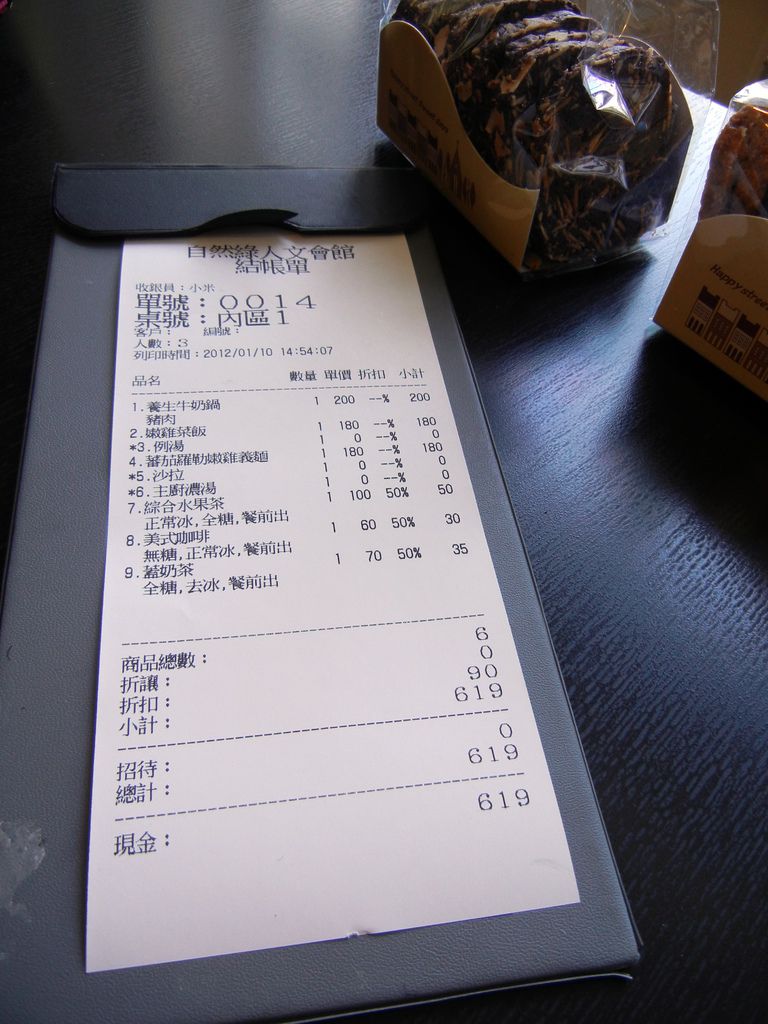 自然綠人文會館
結帳單
收銀員：小米
單號：0014
桌號：內區1
客戶： 編號：
人數：3
列印時間：2012/01/10 14:54:07
品名 數量 單價 折扣 小計
1.養生牛奶鍋 1 200 --% 200
豬肉
2.嫩雞菜飯 1 180 --% 180
*3.例湯 1 0 --% 0
4.蕃茄羅勒嫩雞義麵 1 180 --% 180
*5.沙拉 1 0 --% 0
*6.主廚濃湯 1 0 --% 0
7.綜合水果茶 1 100 50% 50
正常冰,全糖,餐前出
8.美式咖啡 1 60 50% 30
無糖,正常冰,餐前出
9.蓋奶茶 1 70 50% 35
全糖,去冰,餐前出
商品總數： 6
折讓： 0
折扣： 90
小計： 619
招待： 0
總計： 619
現金： 619
Happy street